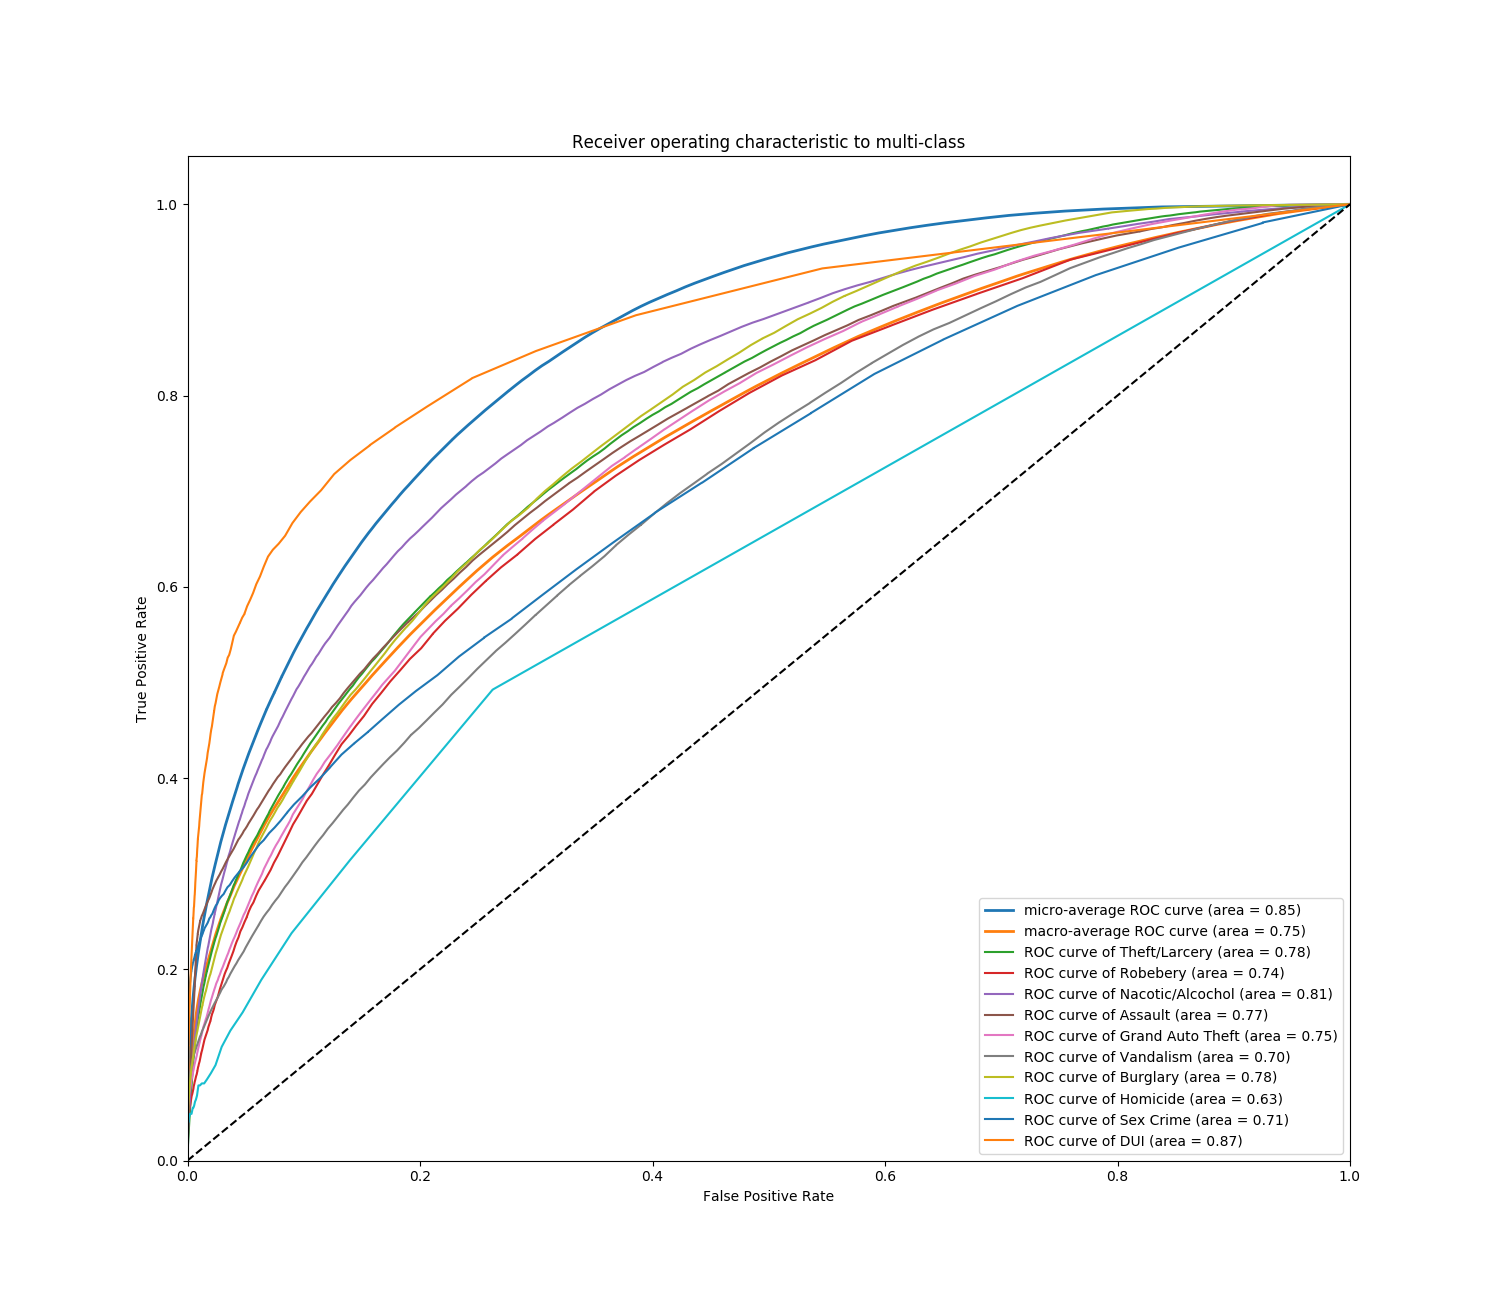 Receiver operating characteristic to multi-class
1.0
0.8
0.6
0.4
0.2
0.0
True Positive Rate
0.0 0.2 0.4 0.6 0.8 1.0
False Positive Rate
micro-average ROC curve (area = 0.85)
macro-average ROC curve (area = 0.75)
ROC curve of Theft/Larcery (area = 0.78)
ROC curve of Robebery (area = 0.74)
ROC curve of Nacotic/Alcochol (area = 0.81)
ROC curve of Assault (area = 0.77)
ROC curve of Grand Auto Theft (area = 0.75)
ROC curve of Vandalism (area = 0.70)
ROC curve of Burglary (area = 0.78)
ROC curve of Homicide (area = 0.63)
ROC curve of Sex Crime (area = 0.71)
ROC curve of DUI (area = 0.87)